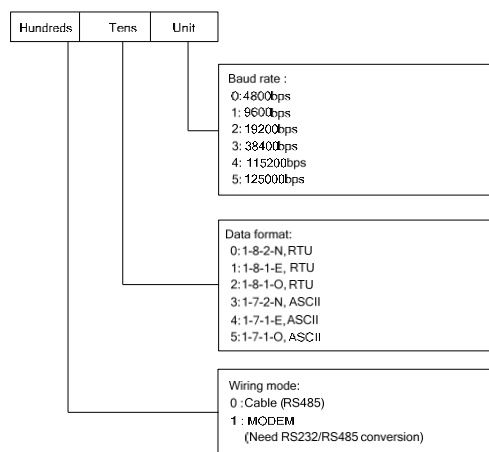 Hundreds Tens Unit
Baud rate :
0:4800bps
1: 9600bps
2: 19200bps
3: 38400bps
4: 115200bps
5: 125000bps
Data format:
0:1-8-2-N, RTU
1:1-8-1-E, RTU
2:1-8-1-O, RTU
3:1-7-2-N, ASCII
4:1-7-1-E, ASCII
5:1-7-1-O, ASCII
Wiring mode:
0 :Cable (RS485)
1 : MODEM
(Need RS232/RS485 conversion)